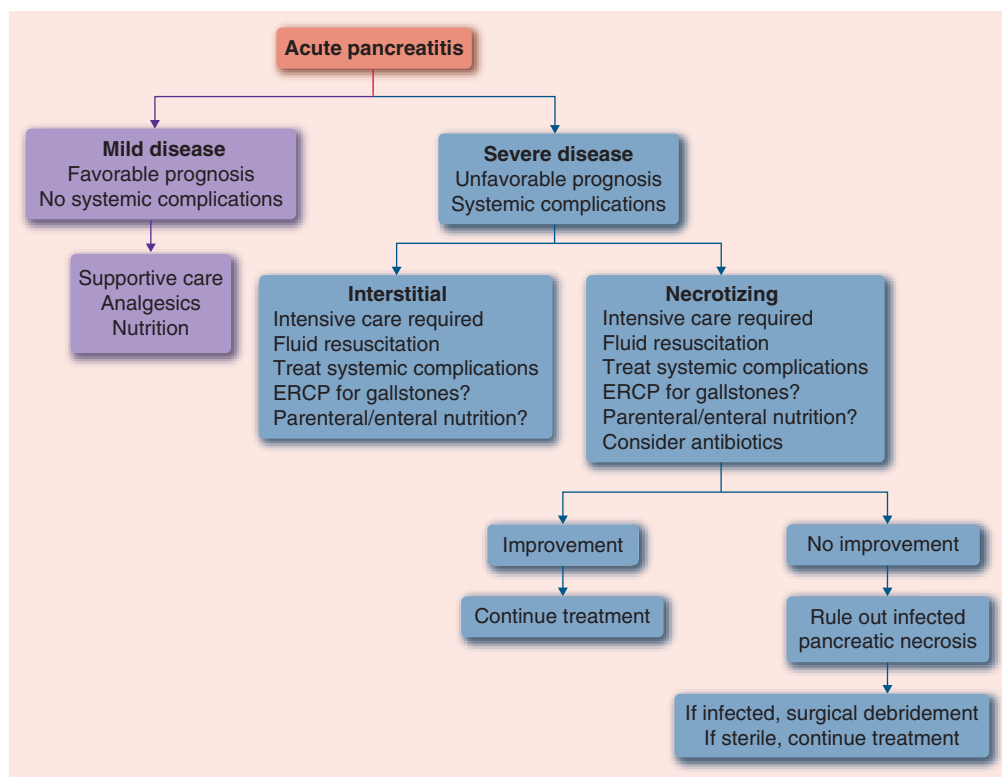 Acute pancreatitis
Mild disease
Favorable prognosis
No systemic complications
Severe disease
Unfavorable prognosis
Systemic complications
Supportive care
Analgesics
Nutrition
Interstitial
Intensive care required
Fluid resuscitation
Treat systemic complications
ERCP for gallstones?
Parenteral/enteral nutrition?
Necrotizing
Intensive care required
Fluid resuscitation
Treat systemic complications
ERCP for gallstones?
Parenteral/enteral nutrition?
Consider antibiotics
Improvement
No improvement
Continue treatment
Rule out infected
pancreatic necrosis
If infected, surgical debridement
If sterile, continue treatment